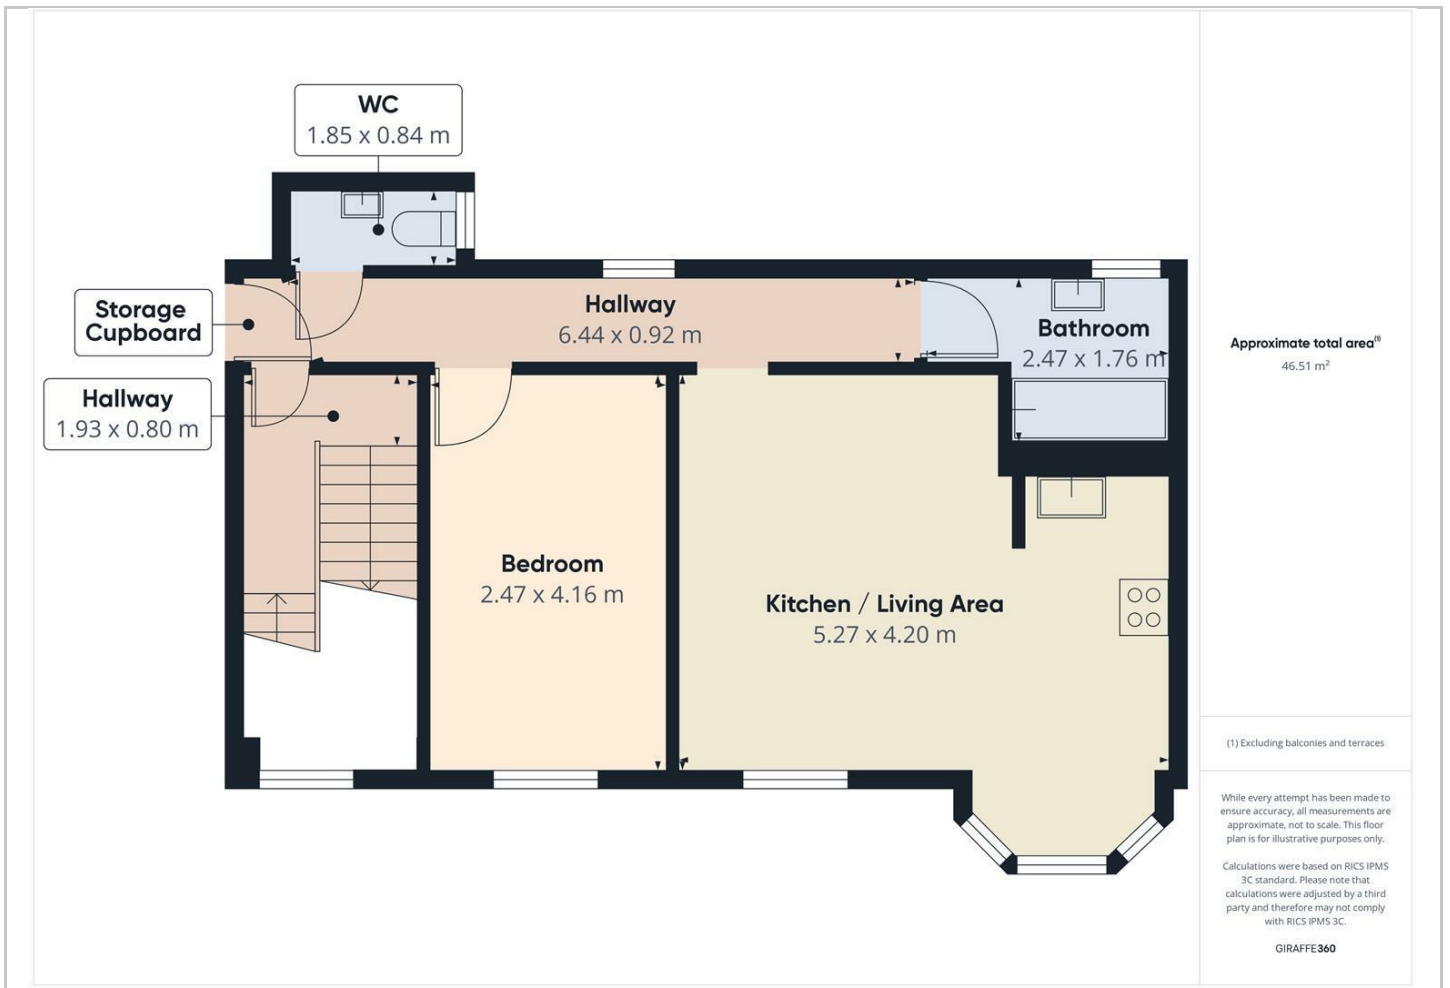 WC
1.85 x 0.84 m
Storage
Cupboard
Hallway
6.44 x 0.92 m
Bathroom
2.47 x 1.76 m
Hallway
1.93 x 0.80 m
Bedroom
2.47 x 4.16 m
Kitchen / Living Area
5.27 x 4.20 m
Approximate total area(1)
46.51 m²
(1) Excluding balconies and terraces
While every attempt has been made to
ensure accuracy, all measurements are
approximate, not to scale. This floor
plan is for illustrative purposes only.
Calculations were based on RICS IPMS
3C standard. Please note that
calculations were adjusted by a third
party and therefore may not comply
with RICS IPMS 3C.
GIRAFFE360